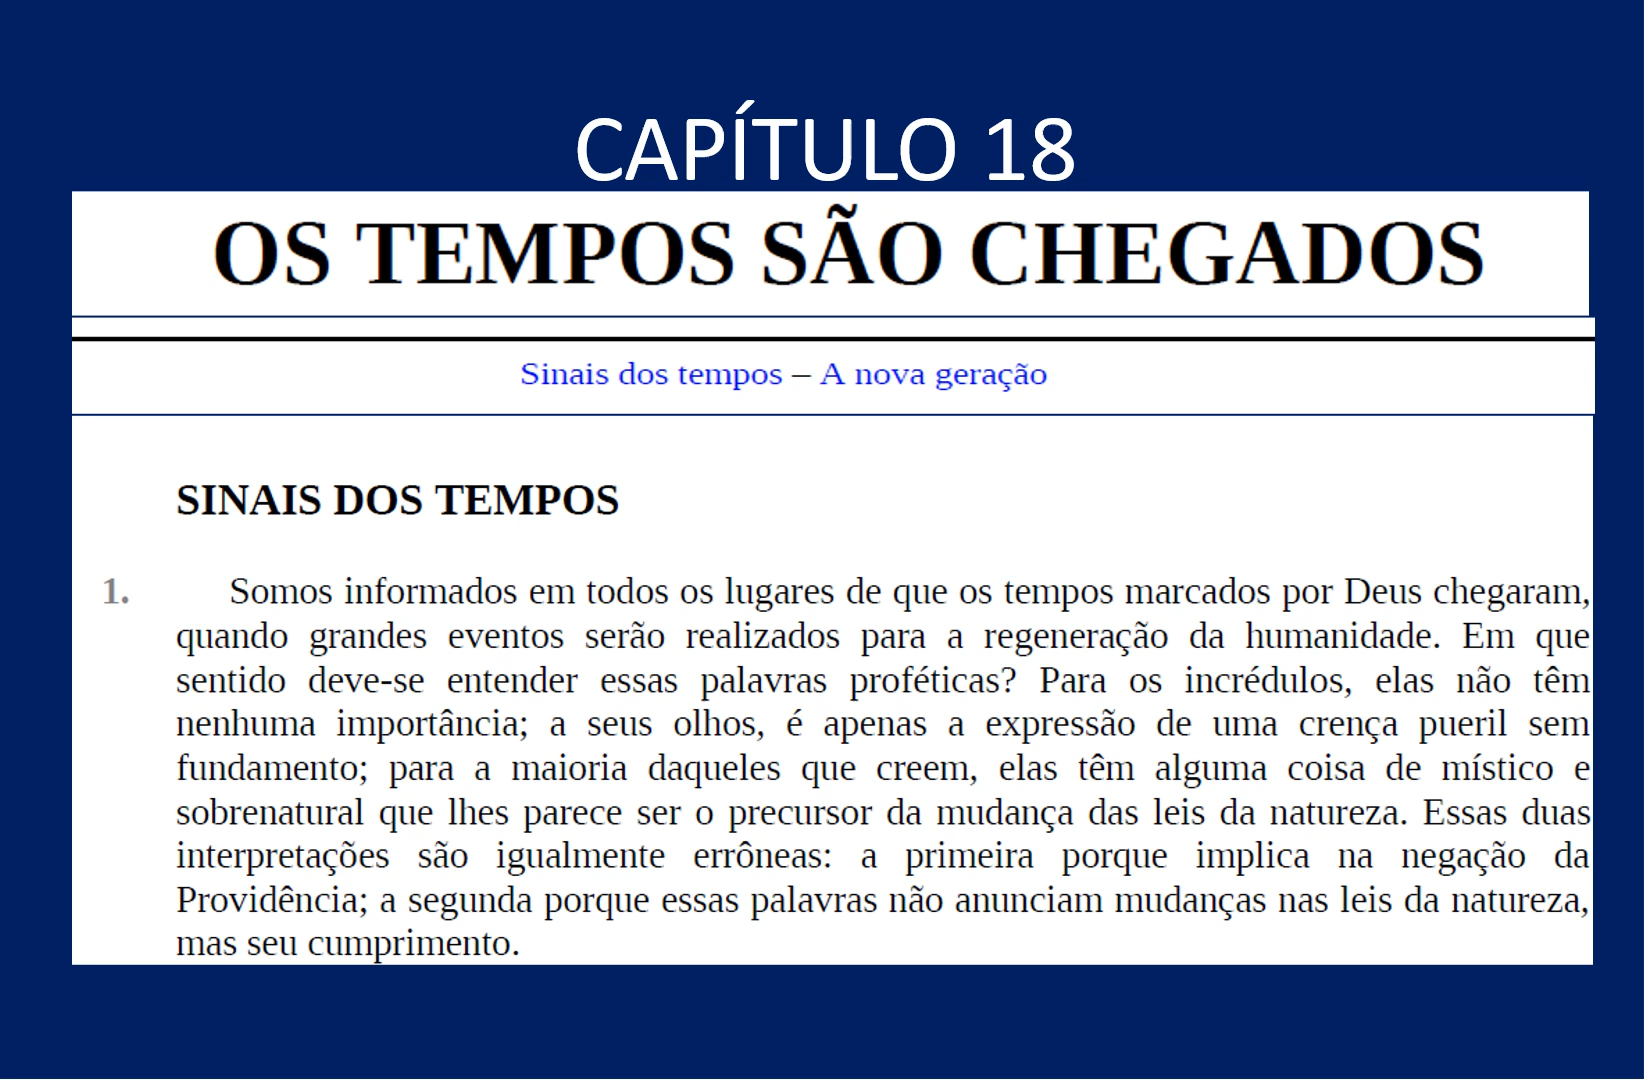 CAPÍTULO 18
OS TEMPOS SÃO CHEGADOS
Sinais dos tempos – A nova geração
SINAIS DOS TEMPOS
1. Somos informados em todos os lugares de que os tempos marcados por Deus chegaram,
quando grandes eventos serão realizados para a regeneração da humanidade. Em que
sentido deve-se entender essas palavras proféticas? Para os incrédulos, elas não têm
nenhuma importância; a seus olhos, é apenas a expressão de uma crença pueril sem
fundamento; para a maioria daqueles que creem, elas têm alguma coisa de místico e
sobrenatural que lhes parece ser o precursor da mudança das leis da natureza. Essas duas
interpretações são igualmente errôneas: a primeira porque implica na negação da
Providência; a segunda porque essas palavras não anunciam mudanças nas leis da natureza,
mas seu cumprimento.